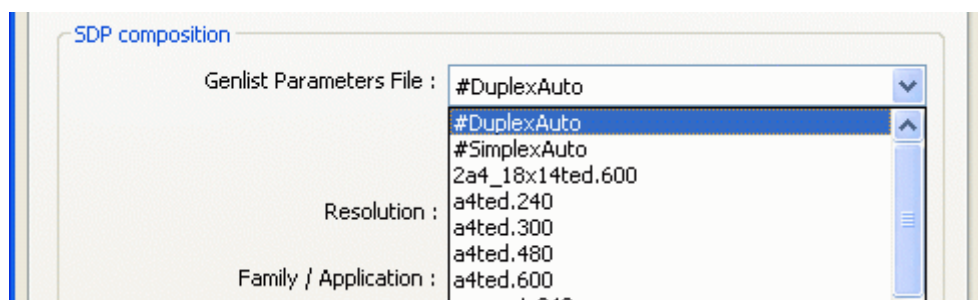 SDP composition
Genlist Parameters File : #DuplexAuto
#DuplexAuto
#SimplexAuto
2a4_18x14ted.600
a4ted.240
Resolution : a4ted.300
a4ted.480
Family / Application : a4ted.600